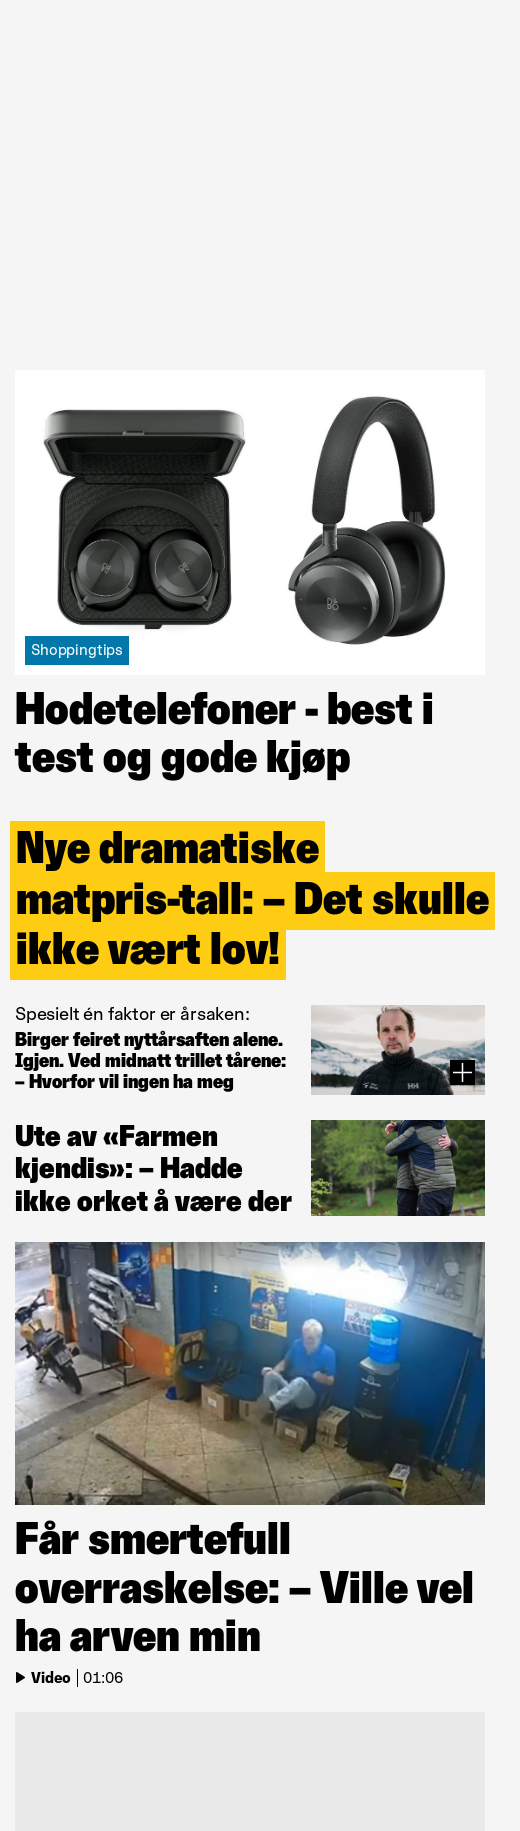 Shoppingtips
Hodetelefoner - best i
test og gode kjøp
Nye dramatiske
matpris-tall: – Det skulle
ikke vært lov!
Spesielt én faktor er årsaken:
Birger feiret nyttårsaften alene.
Igjen. Ved midnatt trillet tårene:
– Hvorfor vil ingen ha meg
Ute av «Farmen
kjendis»: – Hadde
ikke orket å være der
Får smertefull
overraskelse: – Ville vel
ha arven min
Video | 01:06